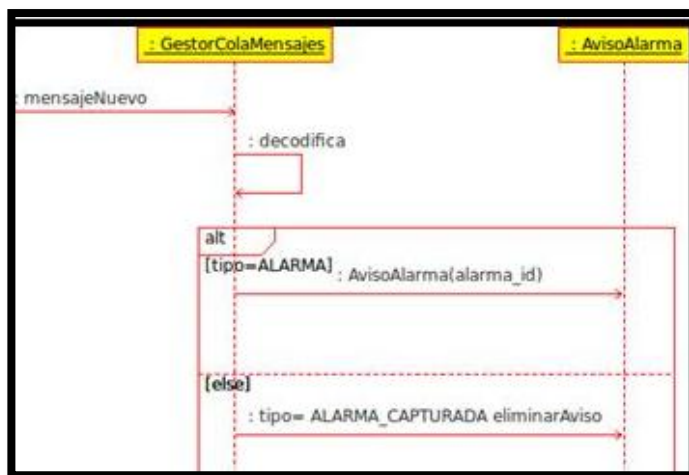 : GestorColaMensajes
: AvisoAlarma
: mensajeNuevo
: decodifica
alt
[tipo=ALARMA]
: AvisoAlarma(alarma_id)
[else]
: tipo= ALARMA_CAPTURADA eliminarAviso